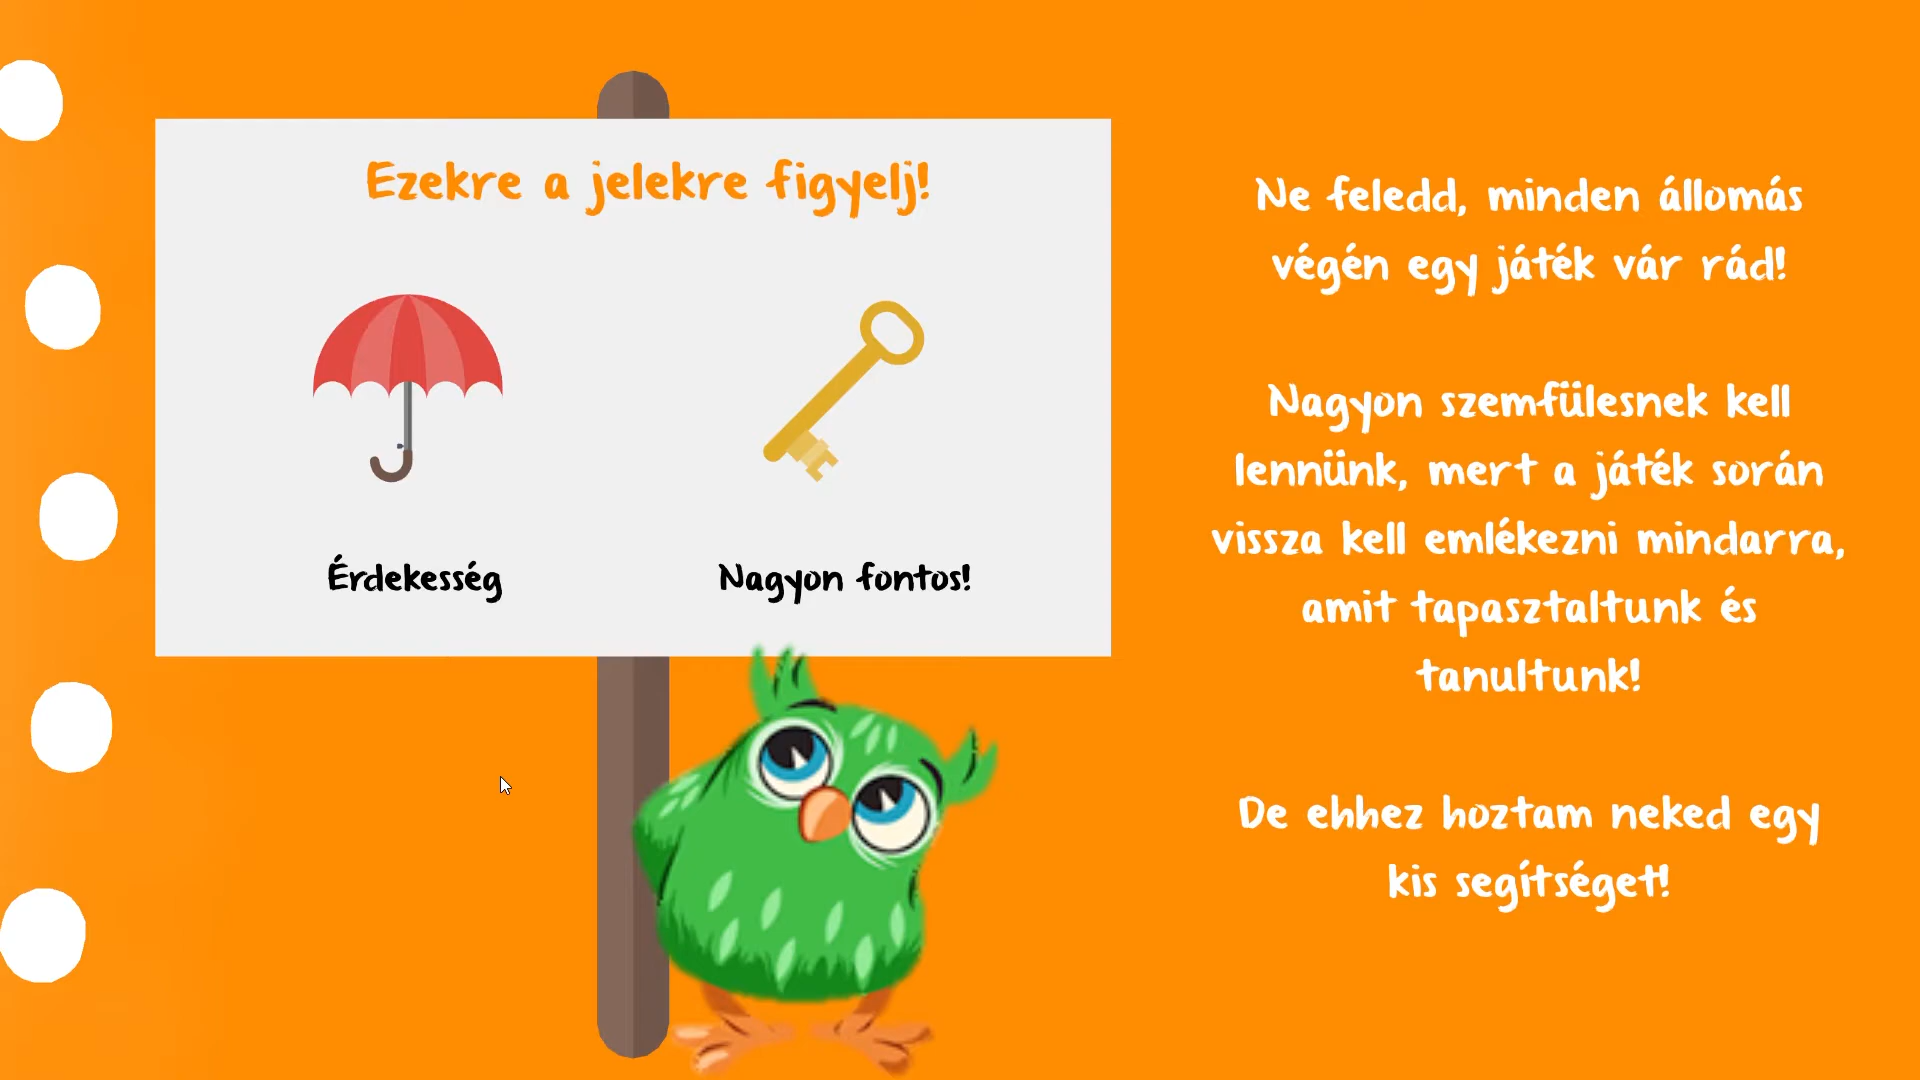 Ezekre a jelekre figyelj!
Érdekesség
Nagyon fontos!
Ne feledd, minden állomás
végén egy játék vár rád!
Nagyon szemfülesnek kell
lennünk, mert a játék során
vissza kell emlékezni mindarra,
amit tapasztaltunk és
tanultunk!
De ehhez hoztam neked egy
kis segítséget!